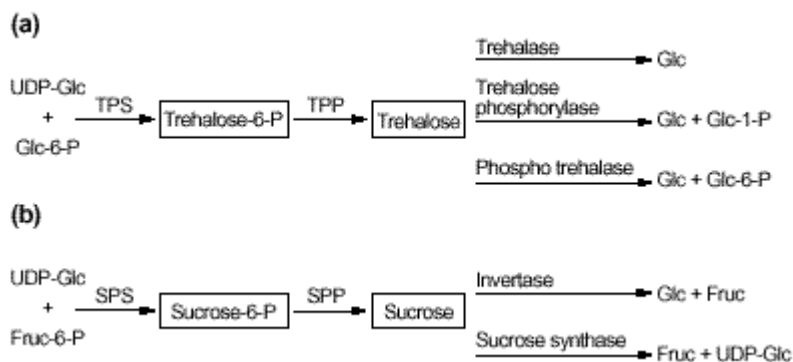 (a)
Trehalase
Glc
UDP-Glc
+
Glc-6-P
TPS
Trehalose-6-P
TPP
Trehalose
Trehalose
phosphorylase
Glc + Glc-1-P
Phospho trehalase
Glc + Glc-6-P
(b)
UDP-Glc
+
Fruc-6-P
SPS
Sucrose-6-P
SPP
Sucrose
Invertase
Glc + Fruc
Sucrose synthase
Fruc + UDP-Glc